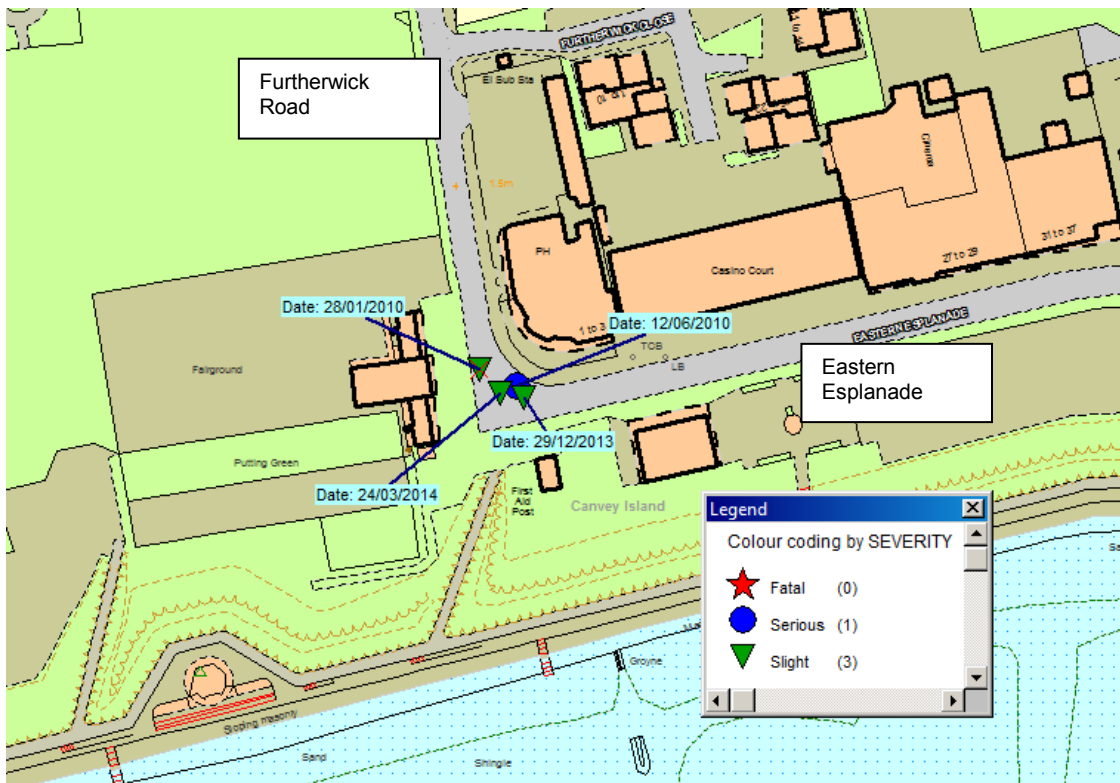 FURTHERWICK CLOSE
Furtherwick
Road
El Sub Sta
1.5m
Cinema
PH
Casino Court
27 to 29
31 to 37
1 to 3
Date: 28/01/2010
Date: 12/06/2010
EASTERN ESPLANADE
TCB
LB
Fairground
Eastern
Esplanade
Date: 29/12/2013
Putting Green
Date: 24/03/2014
First
Aid
Post
Canvey Island
Legend
Colour coding by SEVERITY
Fatal (0)
Serious (1)
Slight (3)
Groyne
Sloping masonry
Sand
Shingle